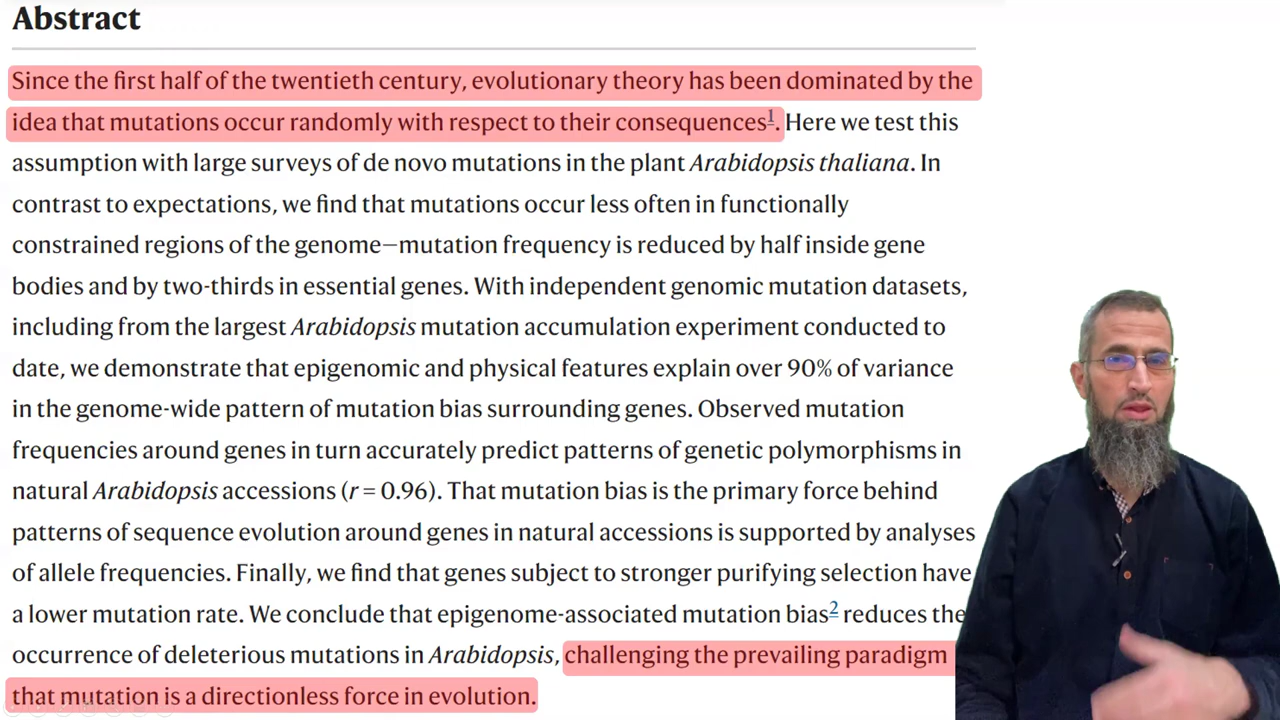 Abstract
Since the first half of the twentieth century, evolutionary theory has been dominated by the
idea that mutations occur randomly with respect to their consequences1. Here we test this
assumption with large surveys of de novo mutations in the plant Arabidopsis thaliana. In
contrast to expectations, we find that mutations occur less often in functionally
constrained regions of the genome—mutation frequency is reduced by half inside gene
bodies and by two-thirds in essential genes. With independent genomic mutation datasets,
including from the largest Arabidopsis mutation accumulation experiment conducted to
date, we demonstrate that epigenomic and physical features explain over 90% of variance
in the genome-wide pattern of mutation bias surrounding genes. Observed mutation
frequencies around genes in turn accurately predict patterns of genetic polymorphisms in
natural Arabidopsis accessions (r = 0.96). That mutation bias is the primary force behind
patterns of sequence evolution around genes in natural accessions is supported by analyses
of allele frequencies. Finally, we find that genes subject to stronger purifying selection have
a lower mutation rate. We conclude that epigenome-associated mutation bias2 reduces the
occurrence of deleterious mutations in Arabidopsis, challenging the prevailing paradigm
that mutation is a directionless force in evolution.